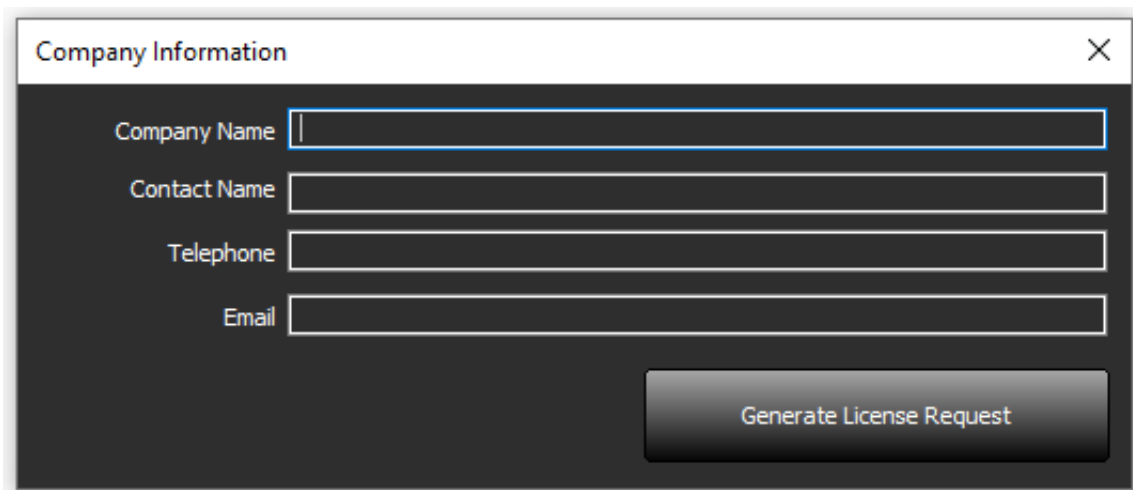 Company Information
Company Name
Contact Name
Telephone
Email
Generate License Request